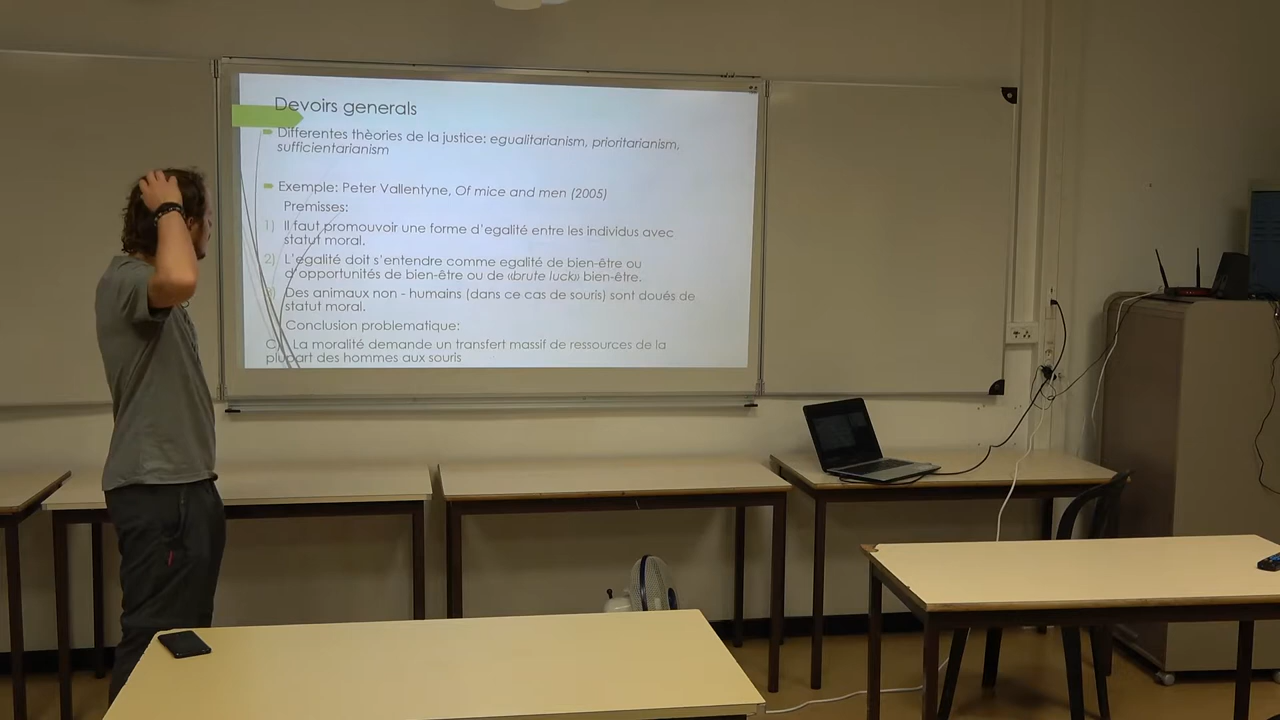 Devoirs generals
Differentes thèories de la justice: egualitarianism, prioritarianism,
sufficientarianism
Exemple: Peter Vallentyne, Of mice and men (2005)
Premisses:
1) Il faut promouvoir une forme d'egalité entre les individus avec
statut moral.
2) L'égalité doit s'entendre comme egalité de bien-être ou
d'opportunités de bien-être ou de «brute luck» bien-être.
3) Des animaux non - humains (dans ce cas de souris) sont doués de
statut moral.
Conclusion problematique:
C) La moralité demande un transfert massif de ressources de la
plupart des hommes aux souris